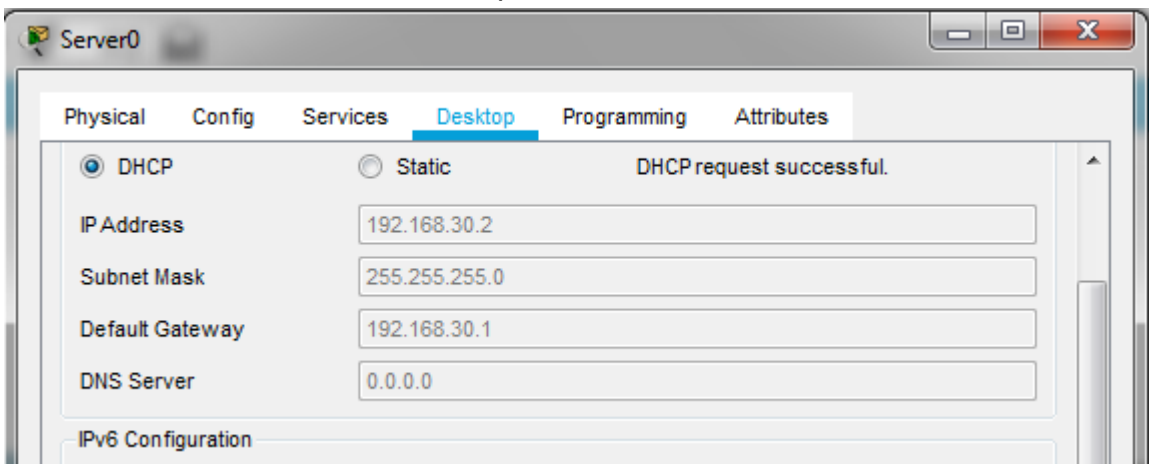 Server0
Physical Config Services Desktop Programming Attributes
DHCP Static DHCP request successful.
IP Address 192.168.30.2
Subnet Mask 255.255.255.0
Default Gateway 192.168.30.1
DNS Server 0.0.0.0
IPv6 Configuration